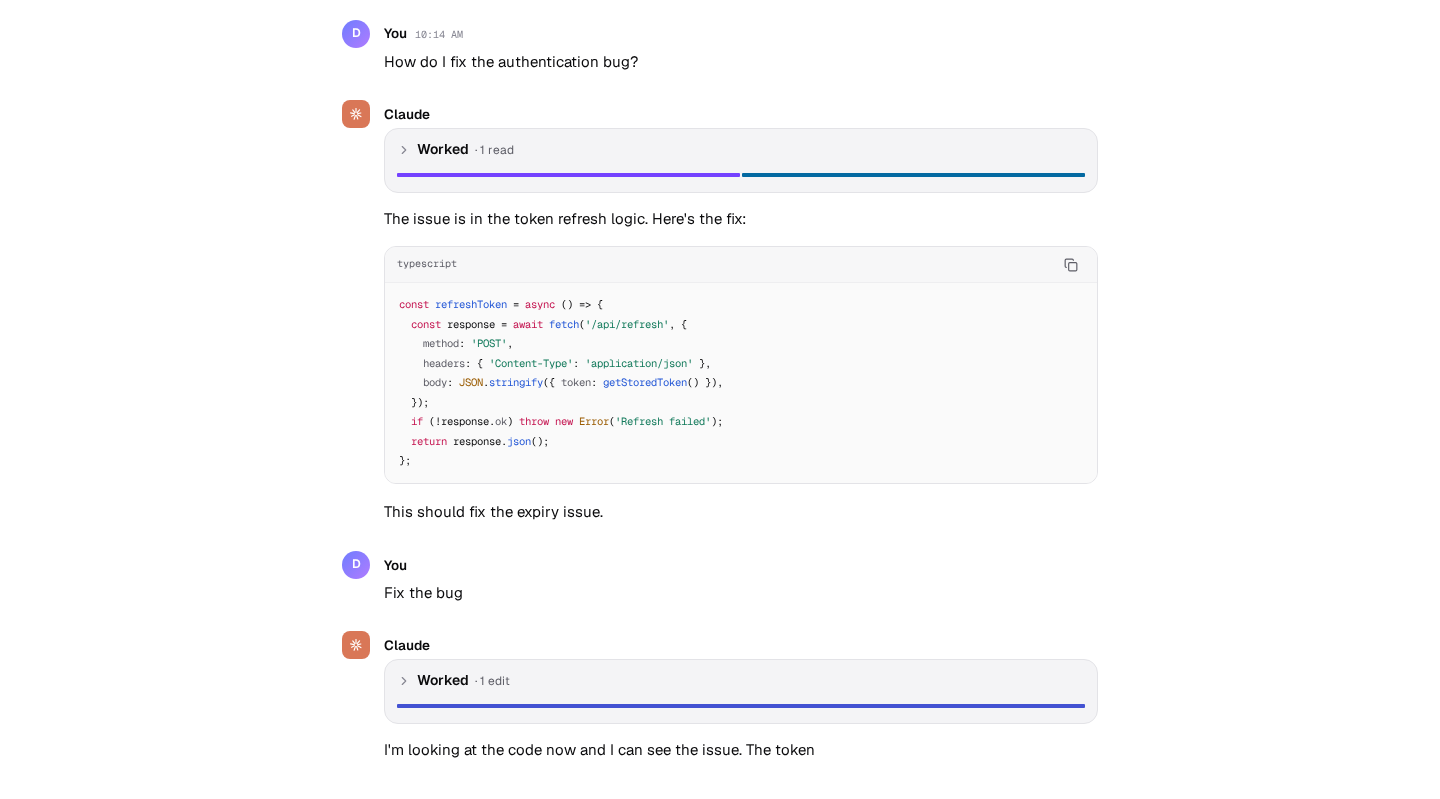 D You 10:14 AM
How do I fix the authentication bug?
Claude
Worked · 1 read
The issue is in the token refresh logic. Here's the fix:
typescript
const refreshToken = async () => {
  const response = await fetch('/api/refresh', {
    method: 'POST',
    headers: { 'Content-Type': 'application/json' },
    body: JSON.stringify({ token: getStoredToken() }),
  });
  if (!response.ok) throw new Error('Refresh failed');
  return response.json();
};
This should fix the expiry issue.
D You
Fix the bug
Claude
Worked · 1 edit
I'm looking at the code now and I can see the issue. The token